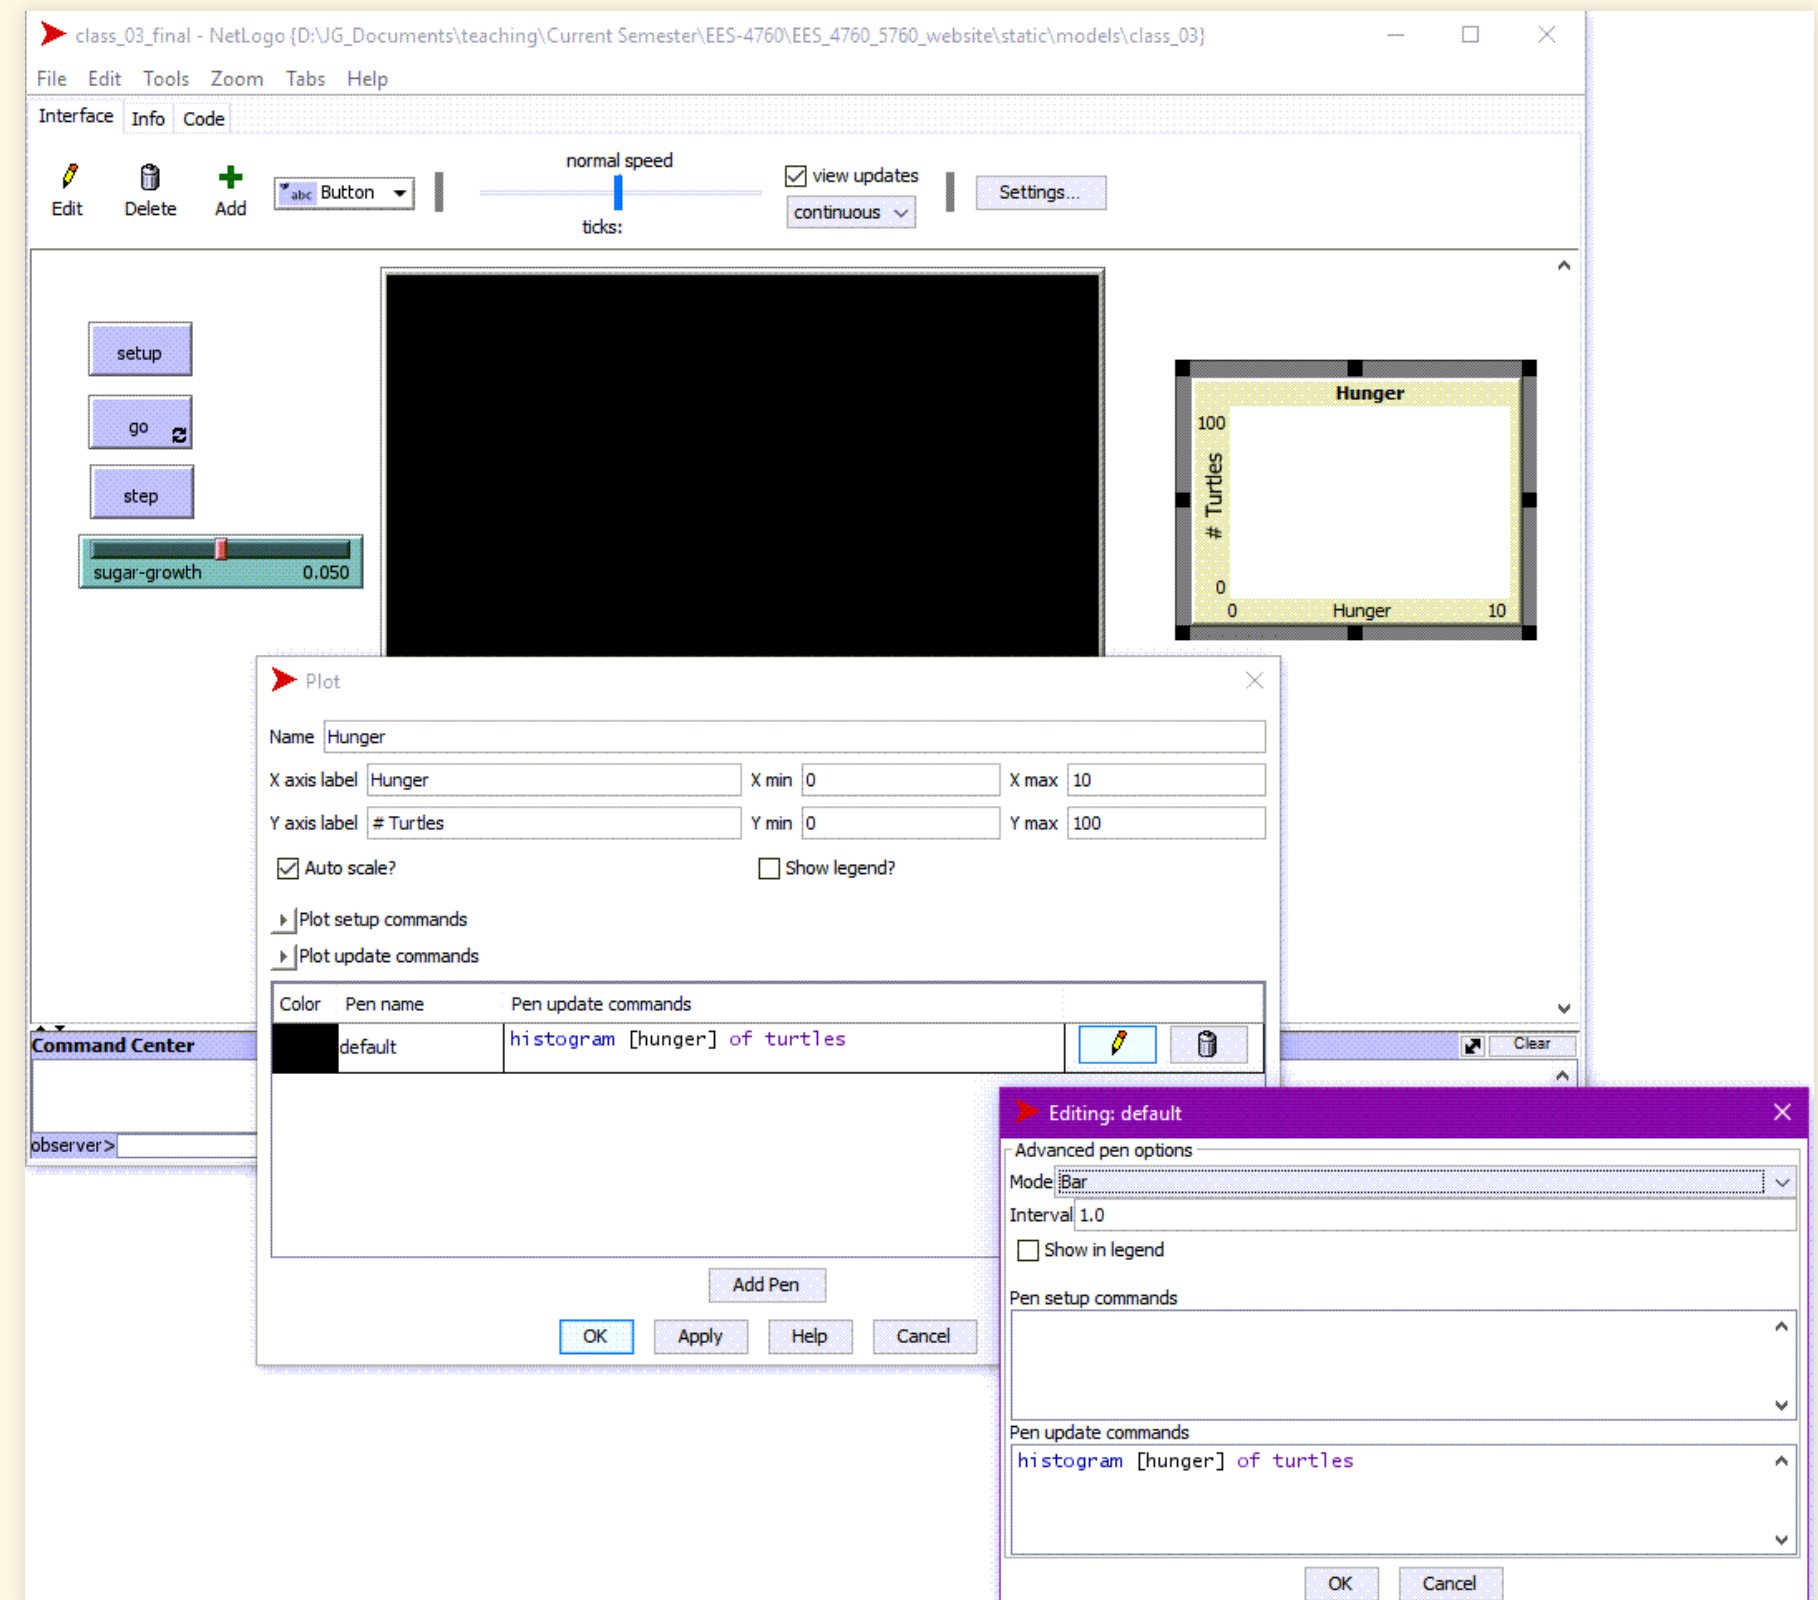 class_03_final - NetLogo {D:\JG_Documents\teaching\Current Semester\EES-4760\EES_4760_5760_website\static\models\class_03}
File Edit Tools Zoom Tabs Help
Interface Info Code
Edit Delete Add
abc Button
normal speed
ticks:
view updates
continuous
Settings...
setup
go
step
sugar-growth 0.050
Hunger
100
# Turtles
0
0 Hunger 10
Plot
Name Hunger
X axis label Hunger X min 0 X max 10
Y axis label # Turtles Y min 0 Y max 100
Auto scale? Show legend?
Plot setup commands
Plot update commands
Color Pen name Pen update commands
default histogram [hunger] of turtles
Add Pen
OK Apply Help Cancel
Command Center Clear
observer>
Editing: default
Advanced pen options
Mode Bar
Interval 1.0
Show in legend
Pen setup commands
Pen update commands
histogram [hunger] of turtles
OK Cancel